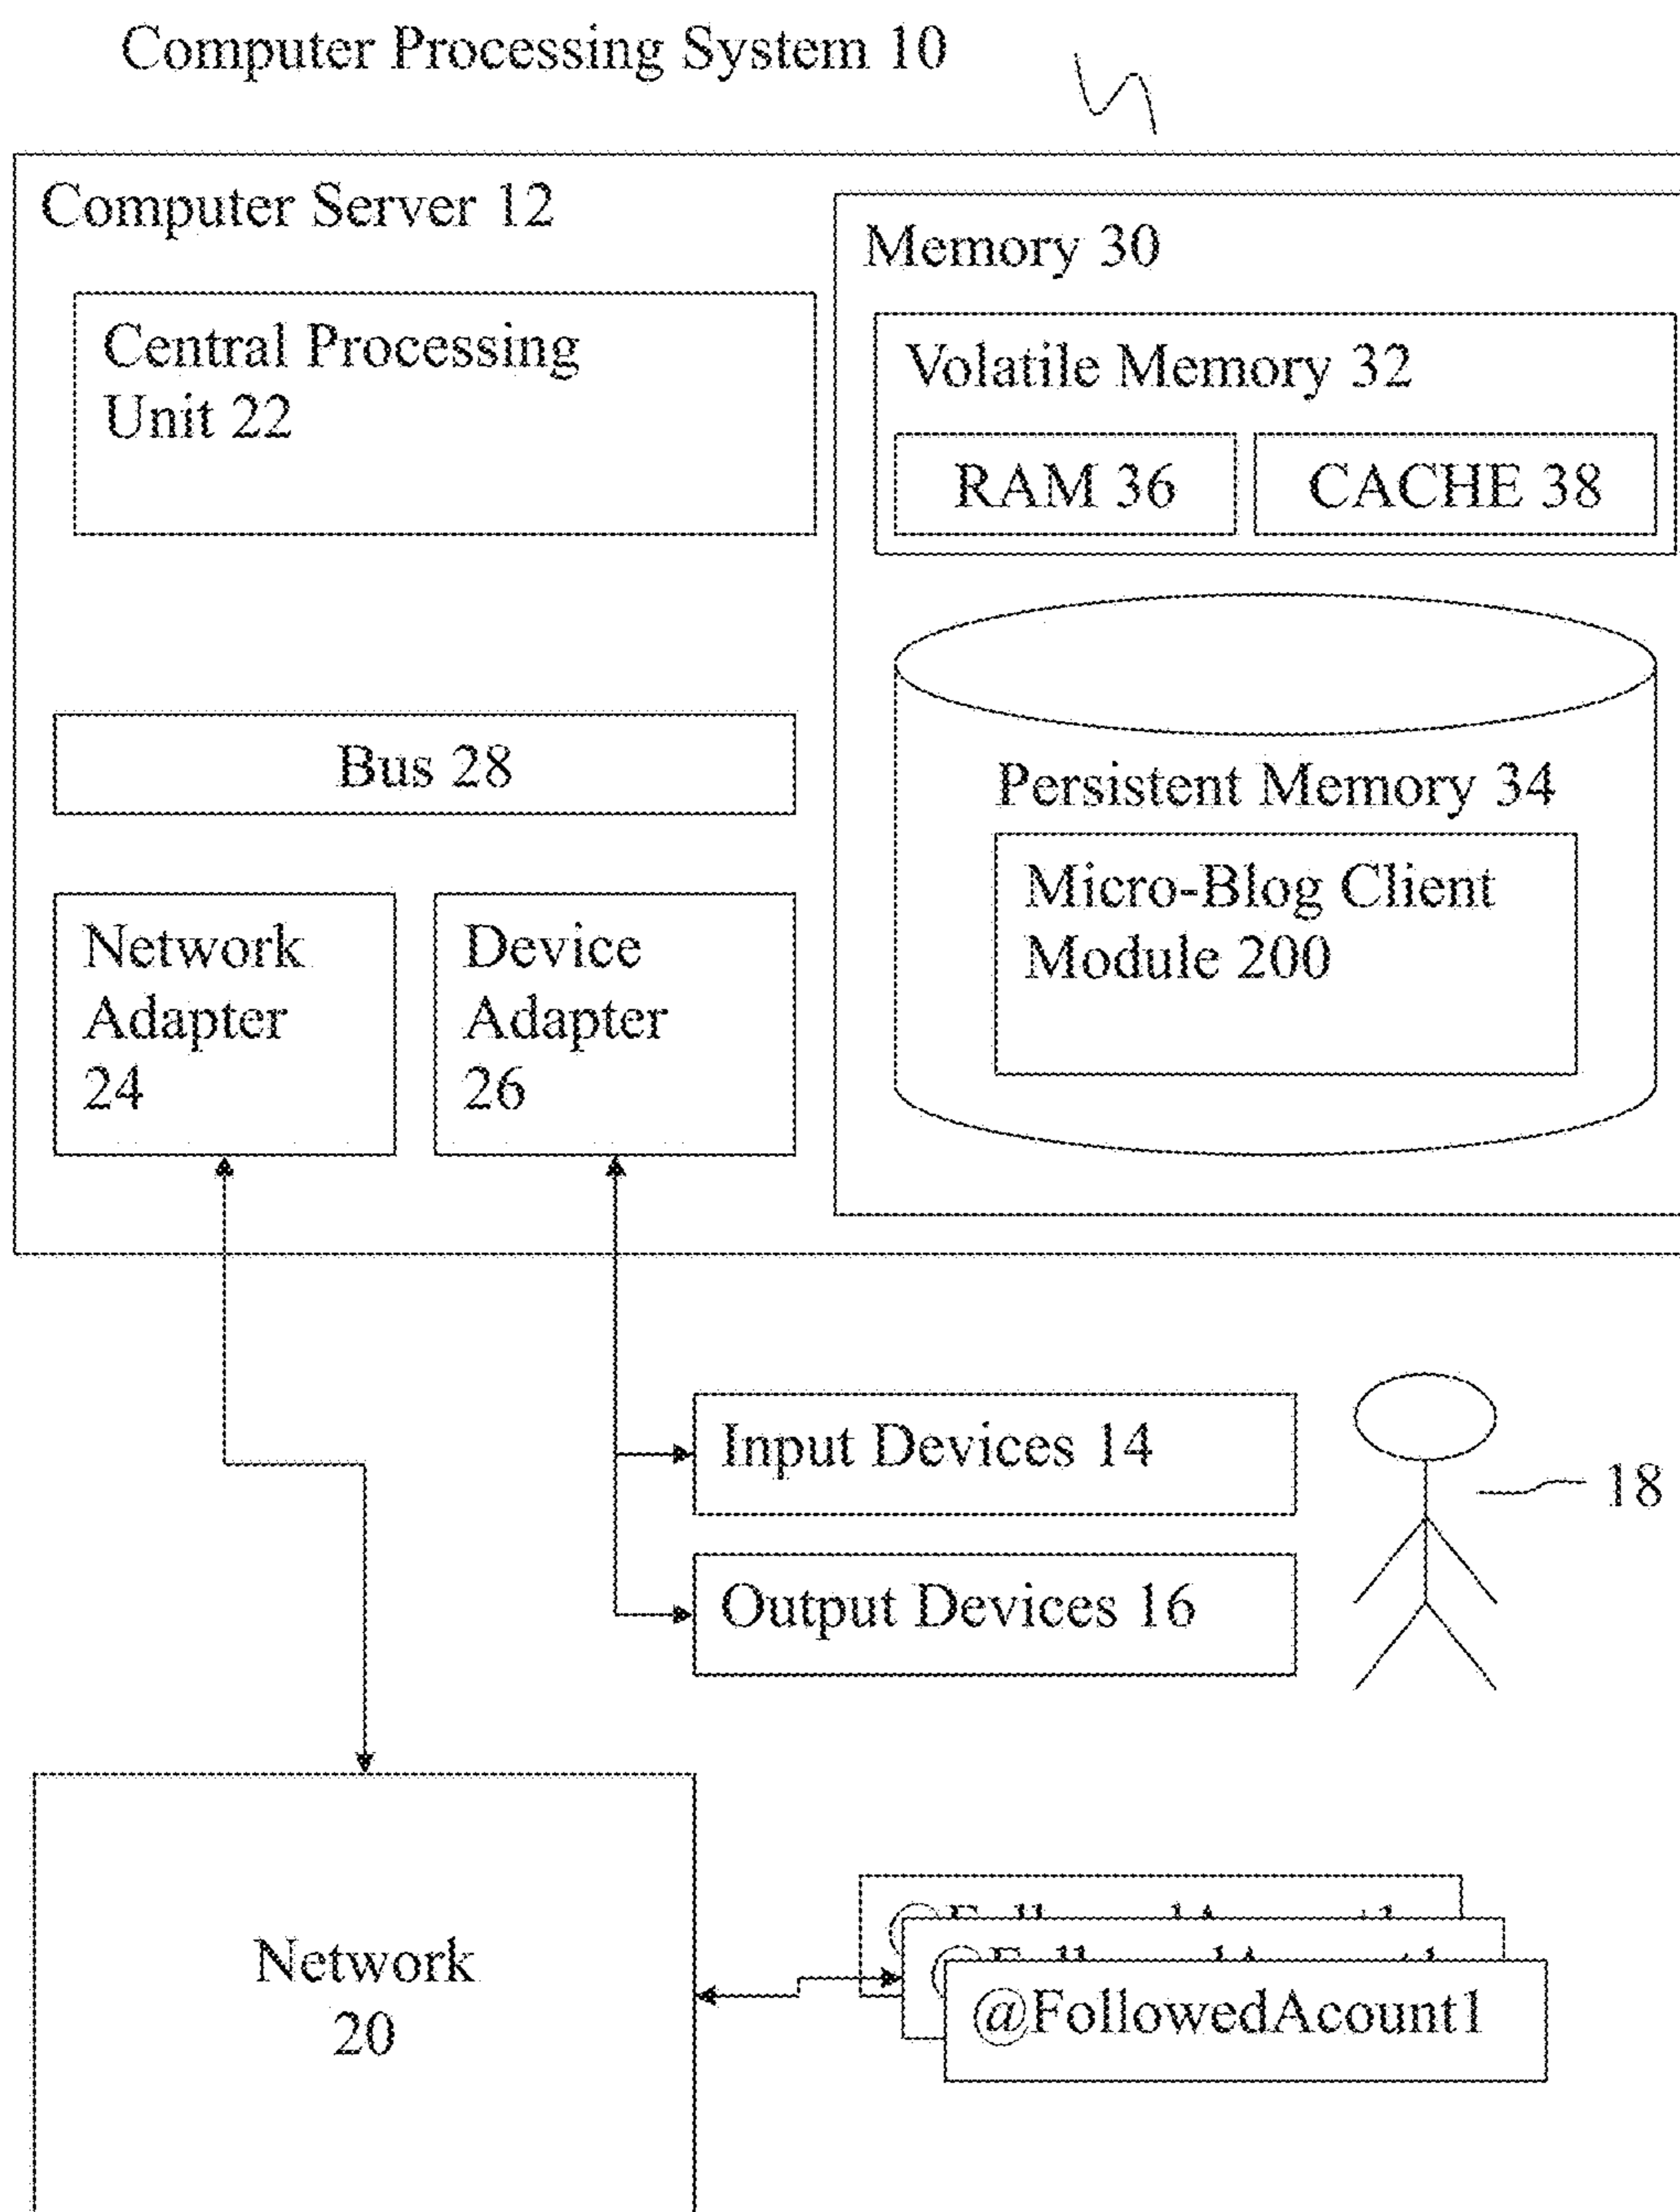 Computer Processing System 10
Computer Server 12
Central Processing
Unit 22
Bus 28
Network
Adapter
24
Device
Adapter
26
Memory 30
Volatile Memory 32
RAM 36
CACHE 38
Persistent Memory 34
Micro-Blog Client
Module 200
Input Devices 14
Output Devices 16
18
Network
20
@FollowedAcount1